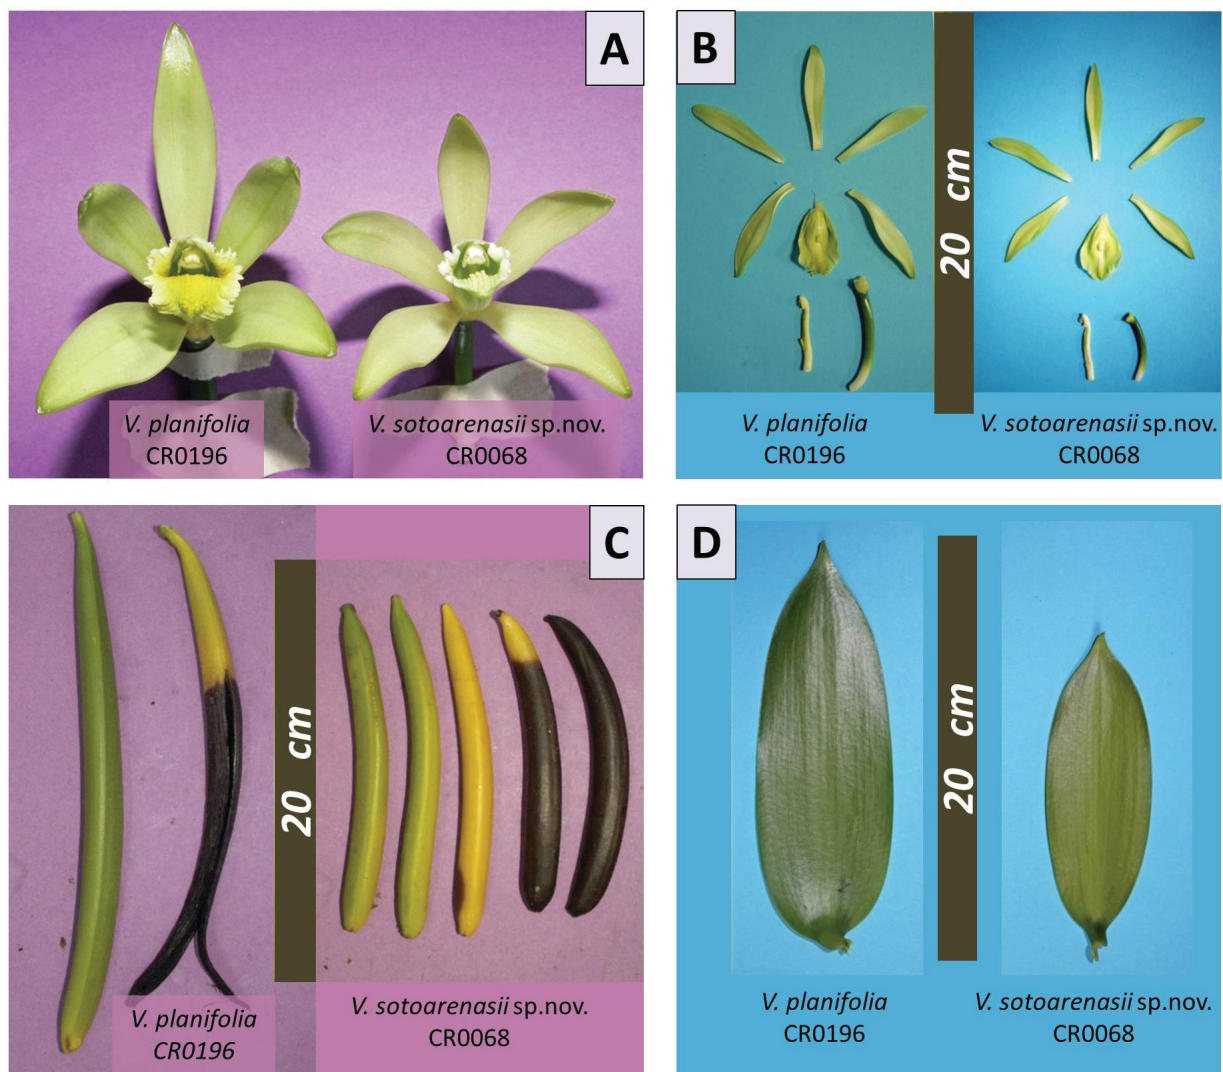 A
V. planifolia
CR0196
V. sotoarenasii sp.nov.
CR0068
B
20 cm
V. planifolia
CR0196
V. sotoarenasii sp.nov.
CR0068
C
20 cm
V. planifolia
CR0196
V. sotoarenasii sp.nov.
CR0068
D
20 cm
V. planifolia
CR0196
V. sotoarenasii sp.nov.
CR0068